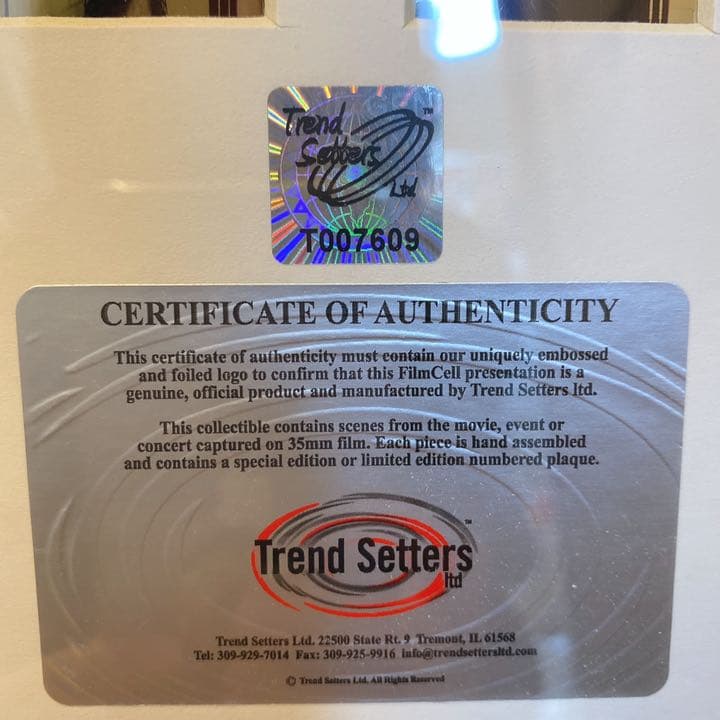 Trend
Setters
Ltd
TM
T007609
CERTIFICATE OF AUTHENTICITY
This certificate of authenticity must contain our uniquely embossed
and foiled logo to confirm that this FilmCell presentation is a
genuine, official product and manufactured by Trend Setters ltd.
This collectible contains scenes from the movie, event or
concert captured on 35mm film. Each piece is hand assembled
and contains a special edition or limited edition numbered plaque.
TM
Trend Setters
ltd
Trend Setters Ltd. 22500 State Rt. 9 Tremont, IL 61568
Tel: 309-929-7014 Fax: 309-925-9916 info@trendsettersltd.com
© Trend Setters Ltd. All Rights Reserved